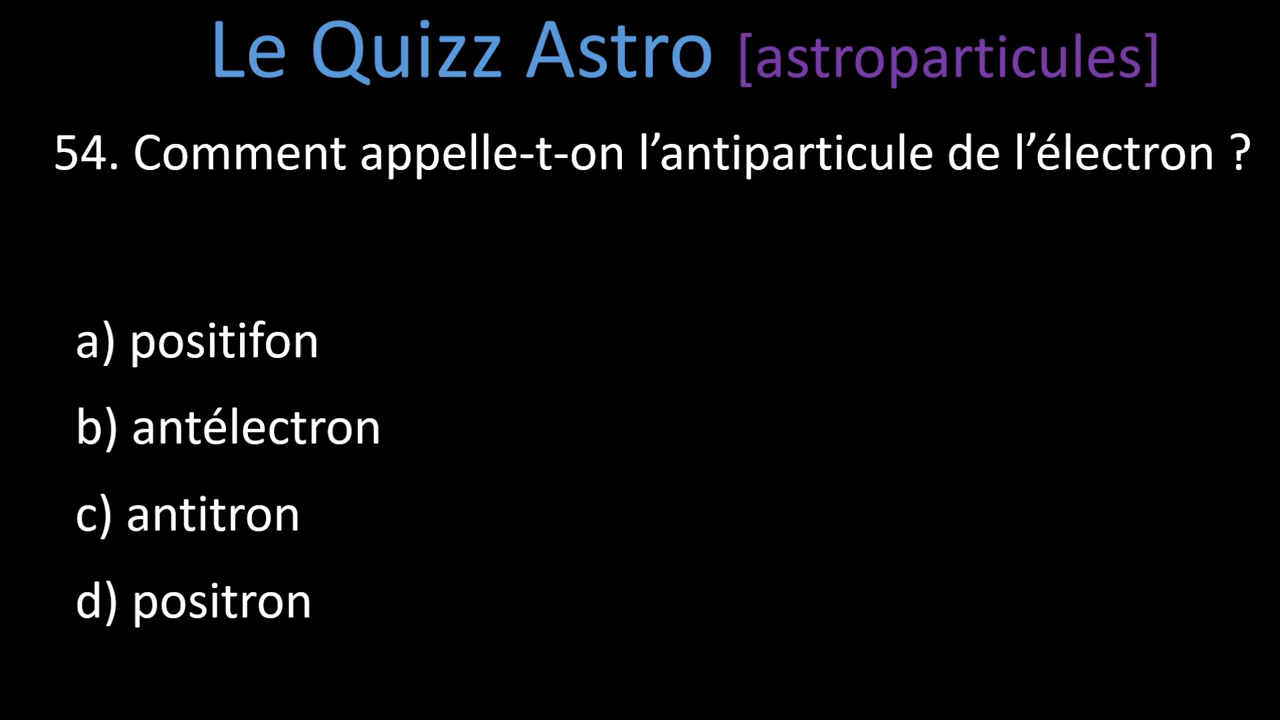 Le Quizz Astro [astroparticules]
54. Comment appelle-t-on l’antiparticule de l’électron ?
a) positifon
b) antélectron
c) antitron
d) positron